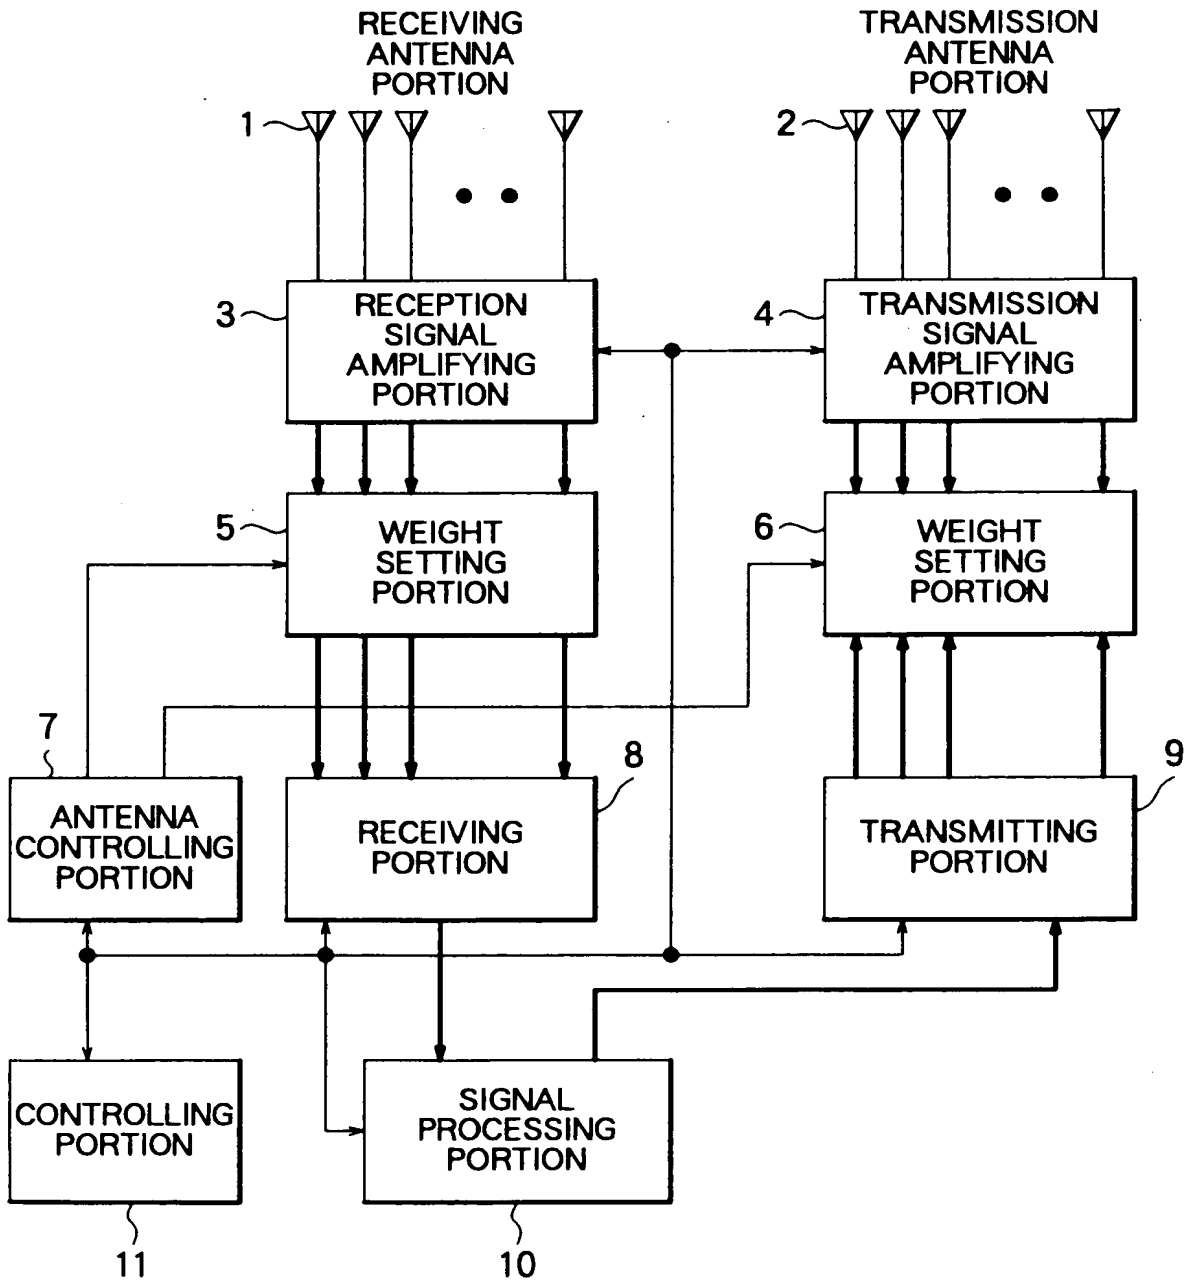 RECEIVING
ANTENNA
PORTION
TRANSMISSION
ANTENNA
PORTION
1
2
3
RECEPTION
SIGNAL
AMPLIFYING
PORTION
4
TRANSMISSION
SIGNAL
AMPLIFYING
PORTION
5
WEIGHT
SETTING
PORTION
6
WEIGHT
SETTING
PORTION
7
ANTENNA
CONTROLLING
PORTION
8
RECEIVING
PORTION
9
TRANSMITTING
PORTION
CONTROLLING
PORTION
11
SIGNAL
PROCESSING
PORTION
10